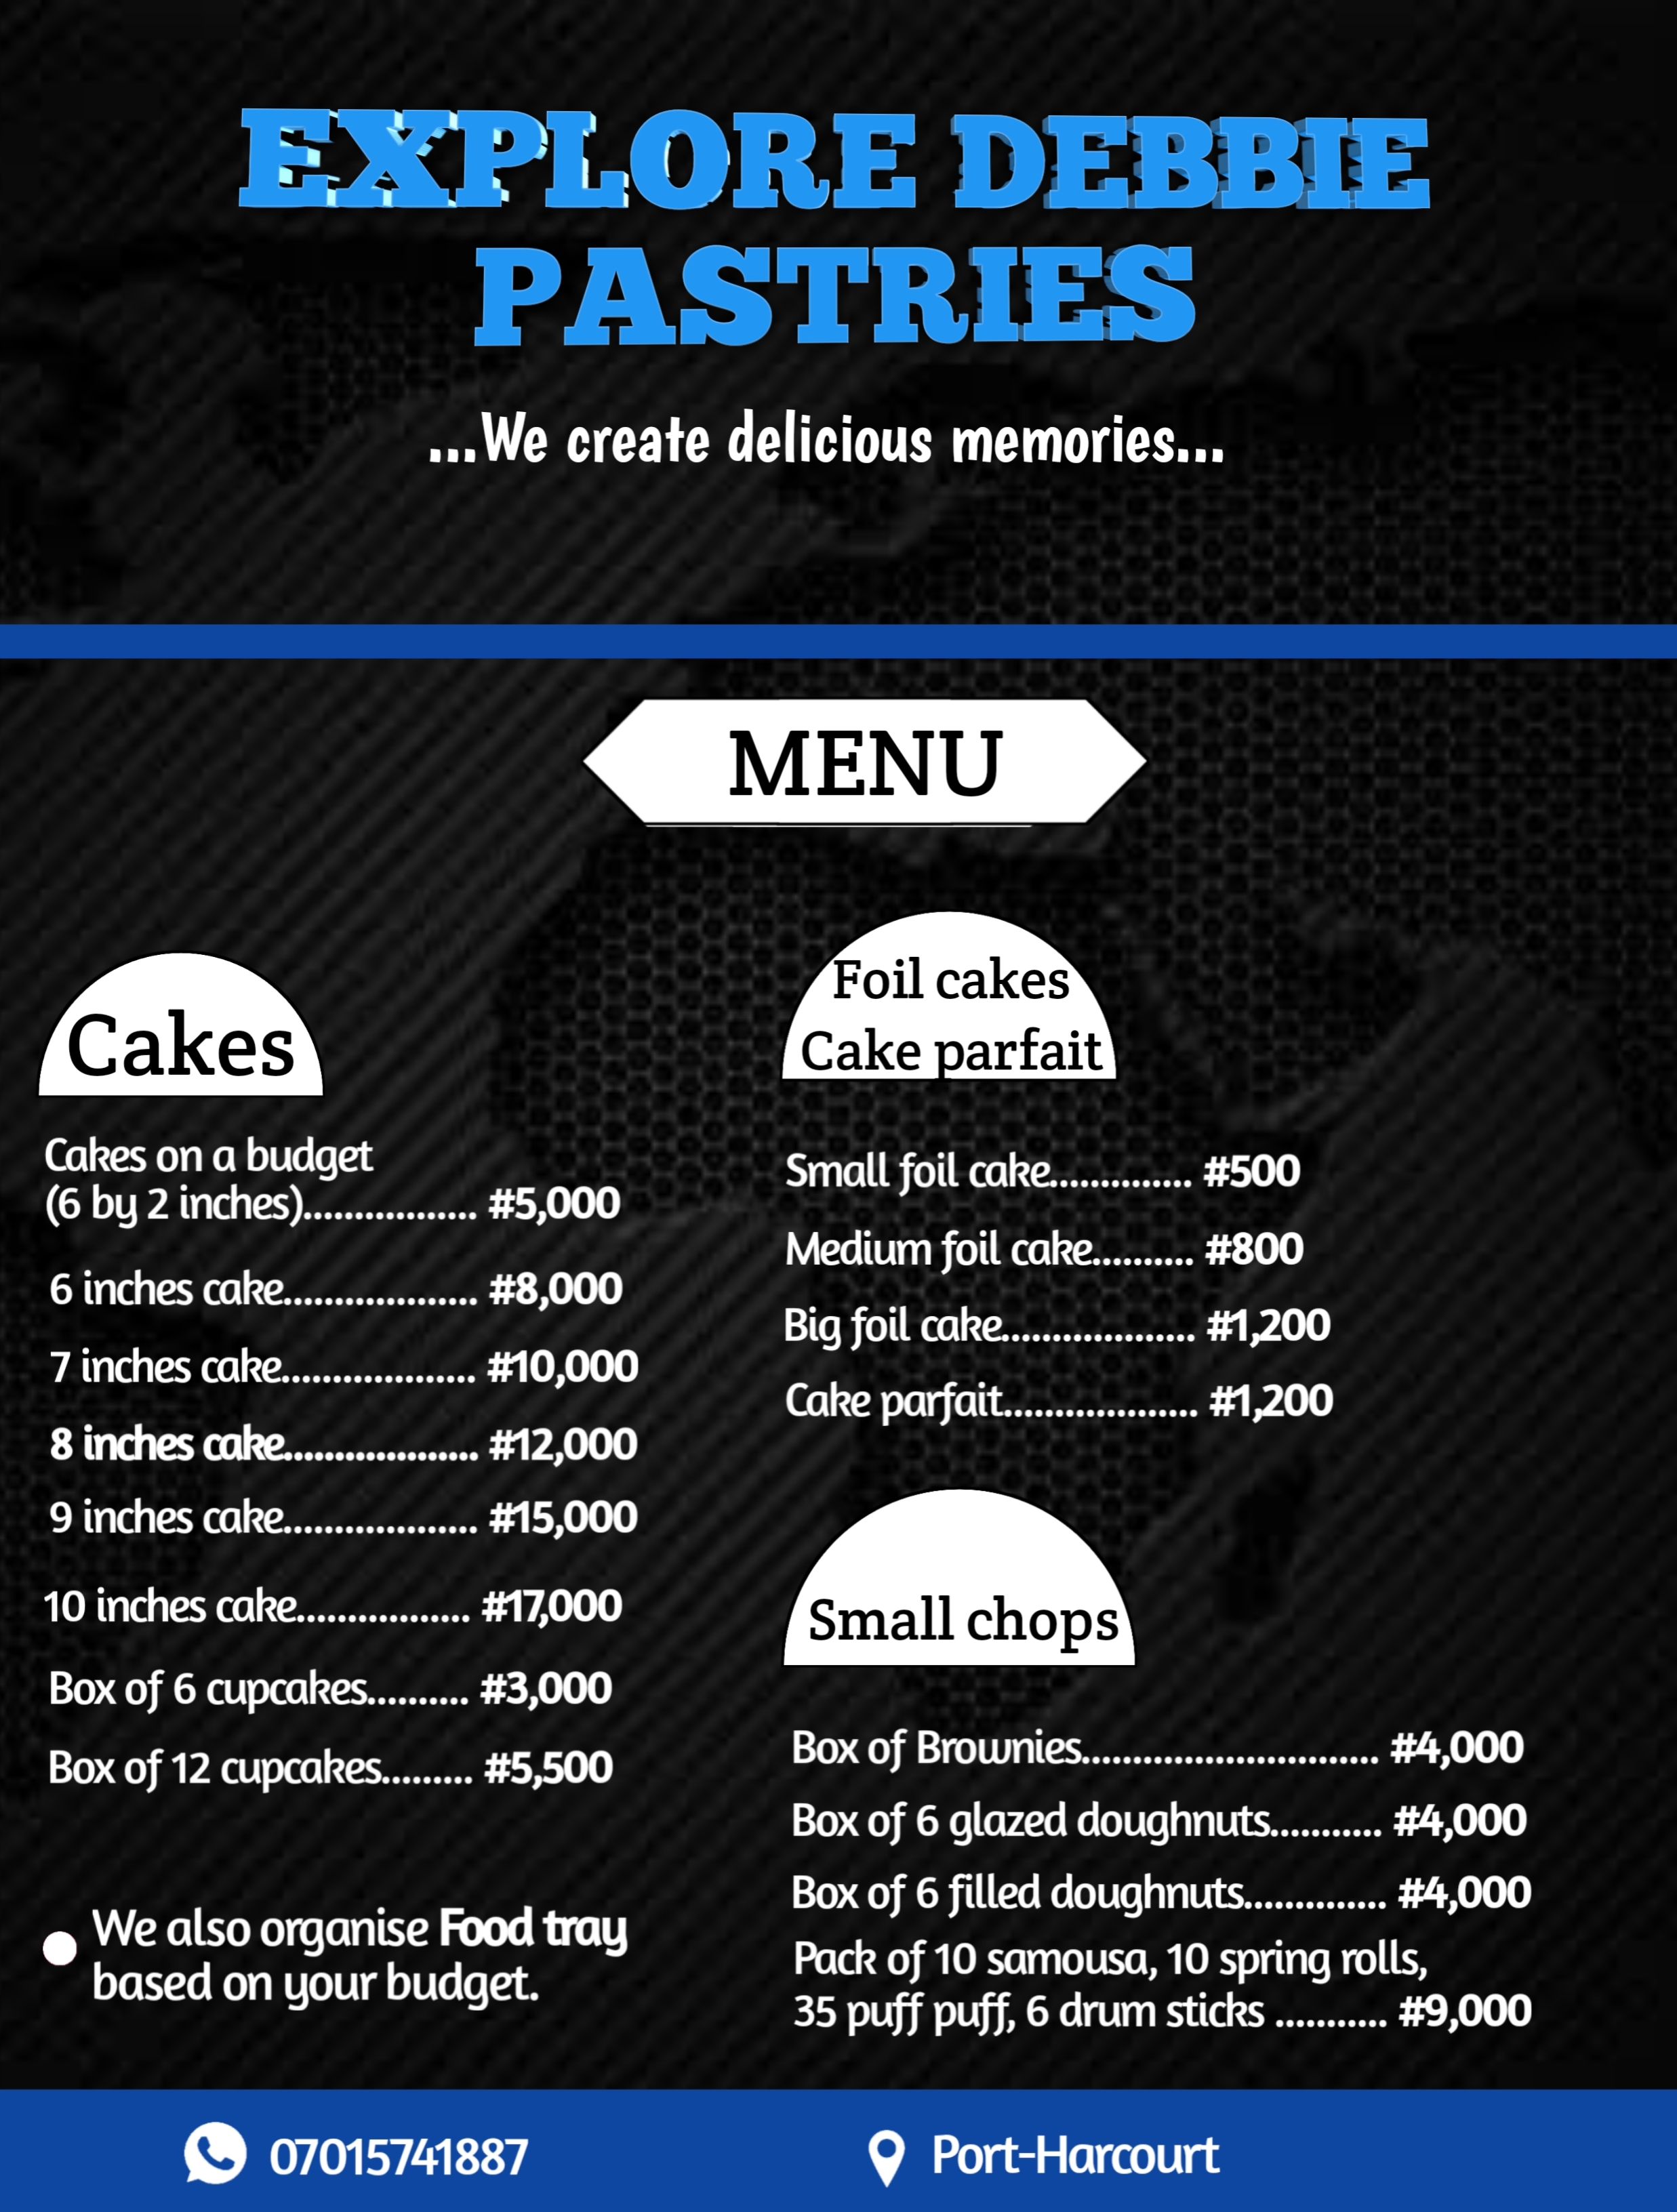 EXPLORE DEBBIE
PASTRIES
...We create delicious memories...
MENU
Cakes
Cakes on a budget
(6 by 2 inches)................. #5,000
6 inches cake................... #8,000
7 inches cake................... #10,000
8 inches cake................... #12,000
9 inches cake................... #15,000
10 inches cake................. #17,000
Box of 6 cupcakes.......... #3,000
Box of 12 cupcakes......... #5,500
We also organise Food tray
based on your budget.
Foil cakes
Cake parfait
Small foil cake.............. #500
Medium foil cake.......... #800
Big foil cake................... #1,200
Cake parfait................... #1,200
Small chops
Box of Brownies............................. #4,000
Box of 6 glazed doughnuts........... #4,000
Box of 6 filled doughnuts.............. #4,000
Pack of 10 samousa, 10 spring rolls,
35 puff puff, 6 drum sticks ........... #9,000
07015741887
Port-Harcourt